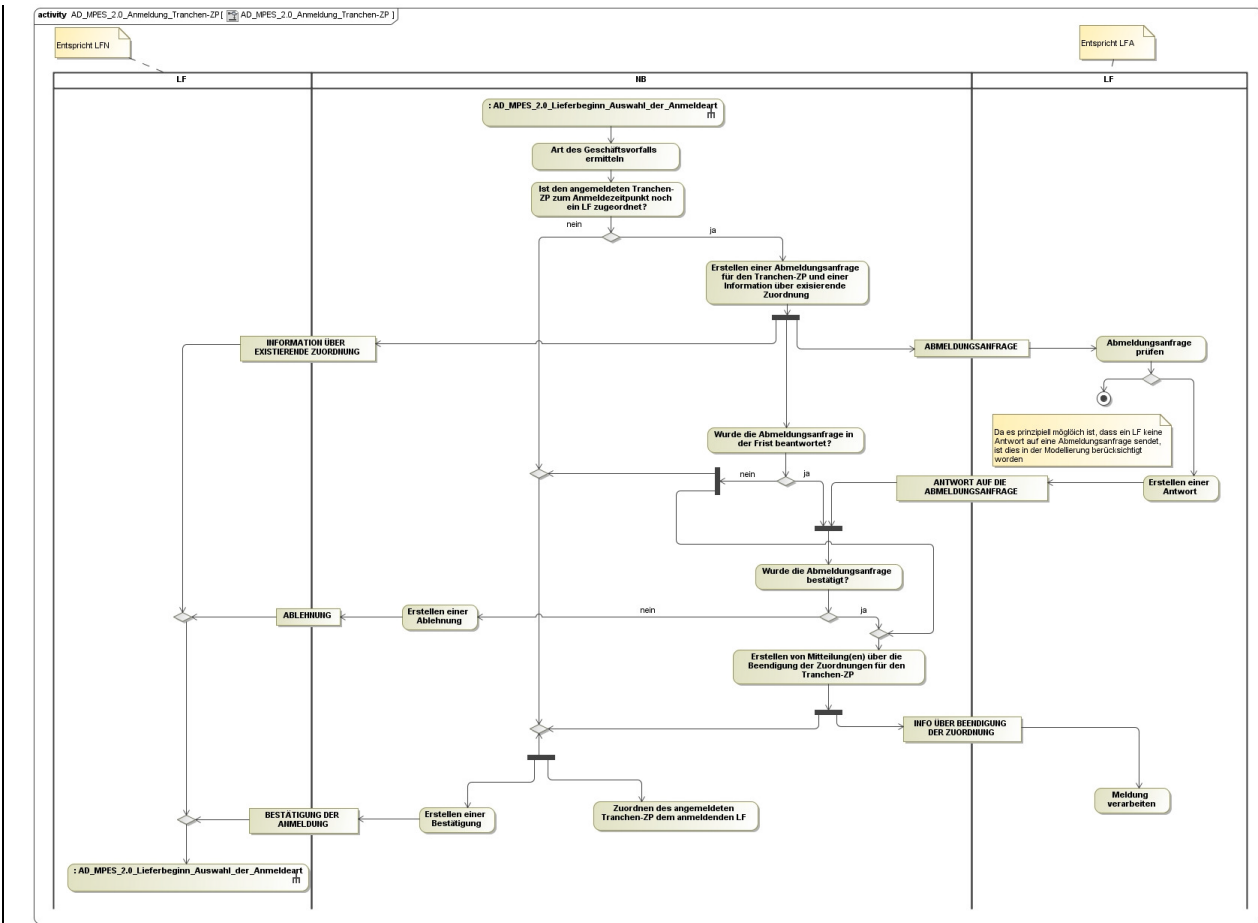 activity AD_MPES_2.0_Anmeldung_Tranchen-ZP [ AD_MPES_2.0_Anmeldung_Tranchen-ZP ]
Entspricht LFN
Entspricht LFA
LF
NB
LF
: AD_MPES_2.0_Lieferbeginn_Auswahl_der_Anmeldeart
Art des Geschäftsvorfalls
ermitteln
Ist den angemeldeten Tranchen-
ZP zum Anmeldezeitpunkt noch
ein LF zugeordnet?
nein
ja
Erstellen einer Abmeldungsanfrage
für den Tranchen-ZP und einer
Information über exisierende
Zuordnung
INFORMATION ÜBER
EXISTIERENDE ZUORDNUNG
ABMELDUNGSANFRAGE
Abmeldungsanfrage
prüfen
Da es prinzipiell möglöich ist, dass ein LF keine
Antwort auf eine Abmeldungsanfrage sendet,
ist dies in der Modellierung berücksichtigt
worden
Wurde die Abmeldungsanfrage in
der Frist beantwortet?
nein
ja
ANTWORT AUF DIE
ABMELDUNGSANFRAGE
Erstellen einer
Antwort
Wurde die Abmeldungsanfrage
bestätigt?
nein
ja
ABLEHNUNG
Erstellen einer
Ablehnung
Erstellen von Mitteilung(en) über die
Beendigung der Zuordnungen für den
Tranchen-ZP
INFO ÜBER BEENDIGUNG
DER ZUORDNUNG
Meldung
verarbeiten
BESTÄTIGUNG DER
ANMELDUNG
Erstellen einer
Bestätigung
Zuordnen des angemeldeten
Tranchen-ZP dem anmeldenden LF
: AD_MPES_2.0_Lieferbeginn_Auswahl_der_Anmeldeart